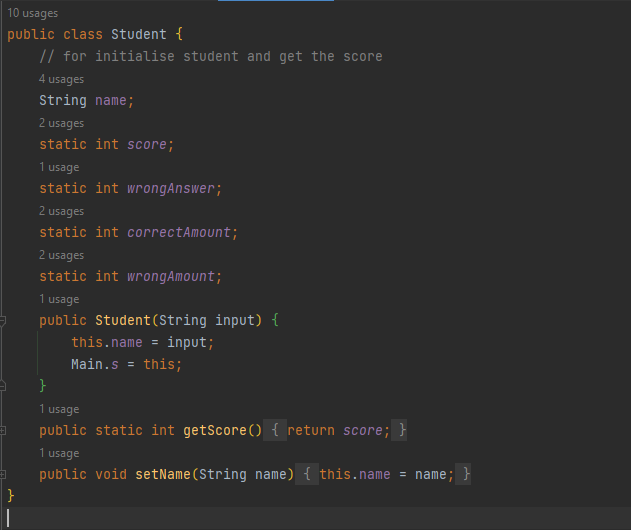 10 usages
public class Student {
// for initialise student and get the score
4 usages
String name;
2 usages
static int score;
1 usage
static int wrongAnswer;
2 usages
static int correctAmount;
2 usages
static int wrongAmount;
1 usage
public Student(String input) {
this.name = input;
Main.s = this;
}
1 usage
public static int getScore() { return score; }
1 usage
public void setName(String name) { this.name = name; }
}